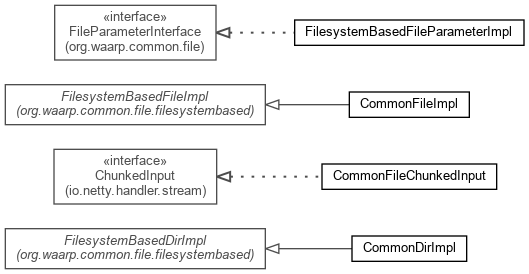 «interface»
FileParameterInterface
(org.waarp.common.file)
FilesystemBasedFileParameterImpl
FilesystemBasedFileImpl
(org.waarp.common.file.filesystembased)
CommonFileImpl
«interface»
ChunkedInput
(io.netty.handler.stream)
CommonFileChunkedInput
FilesystemBasedDirImpl
(org.waarp.common.file.filesystembased)
CommonDirImpl